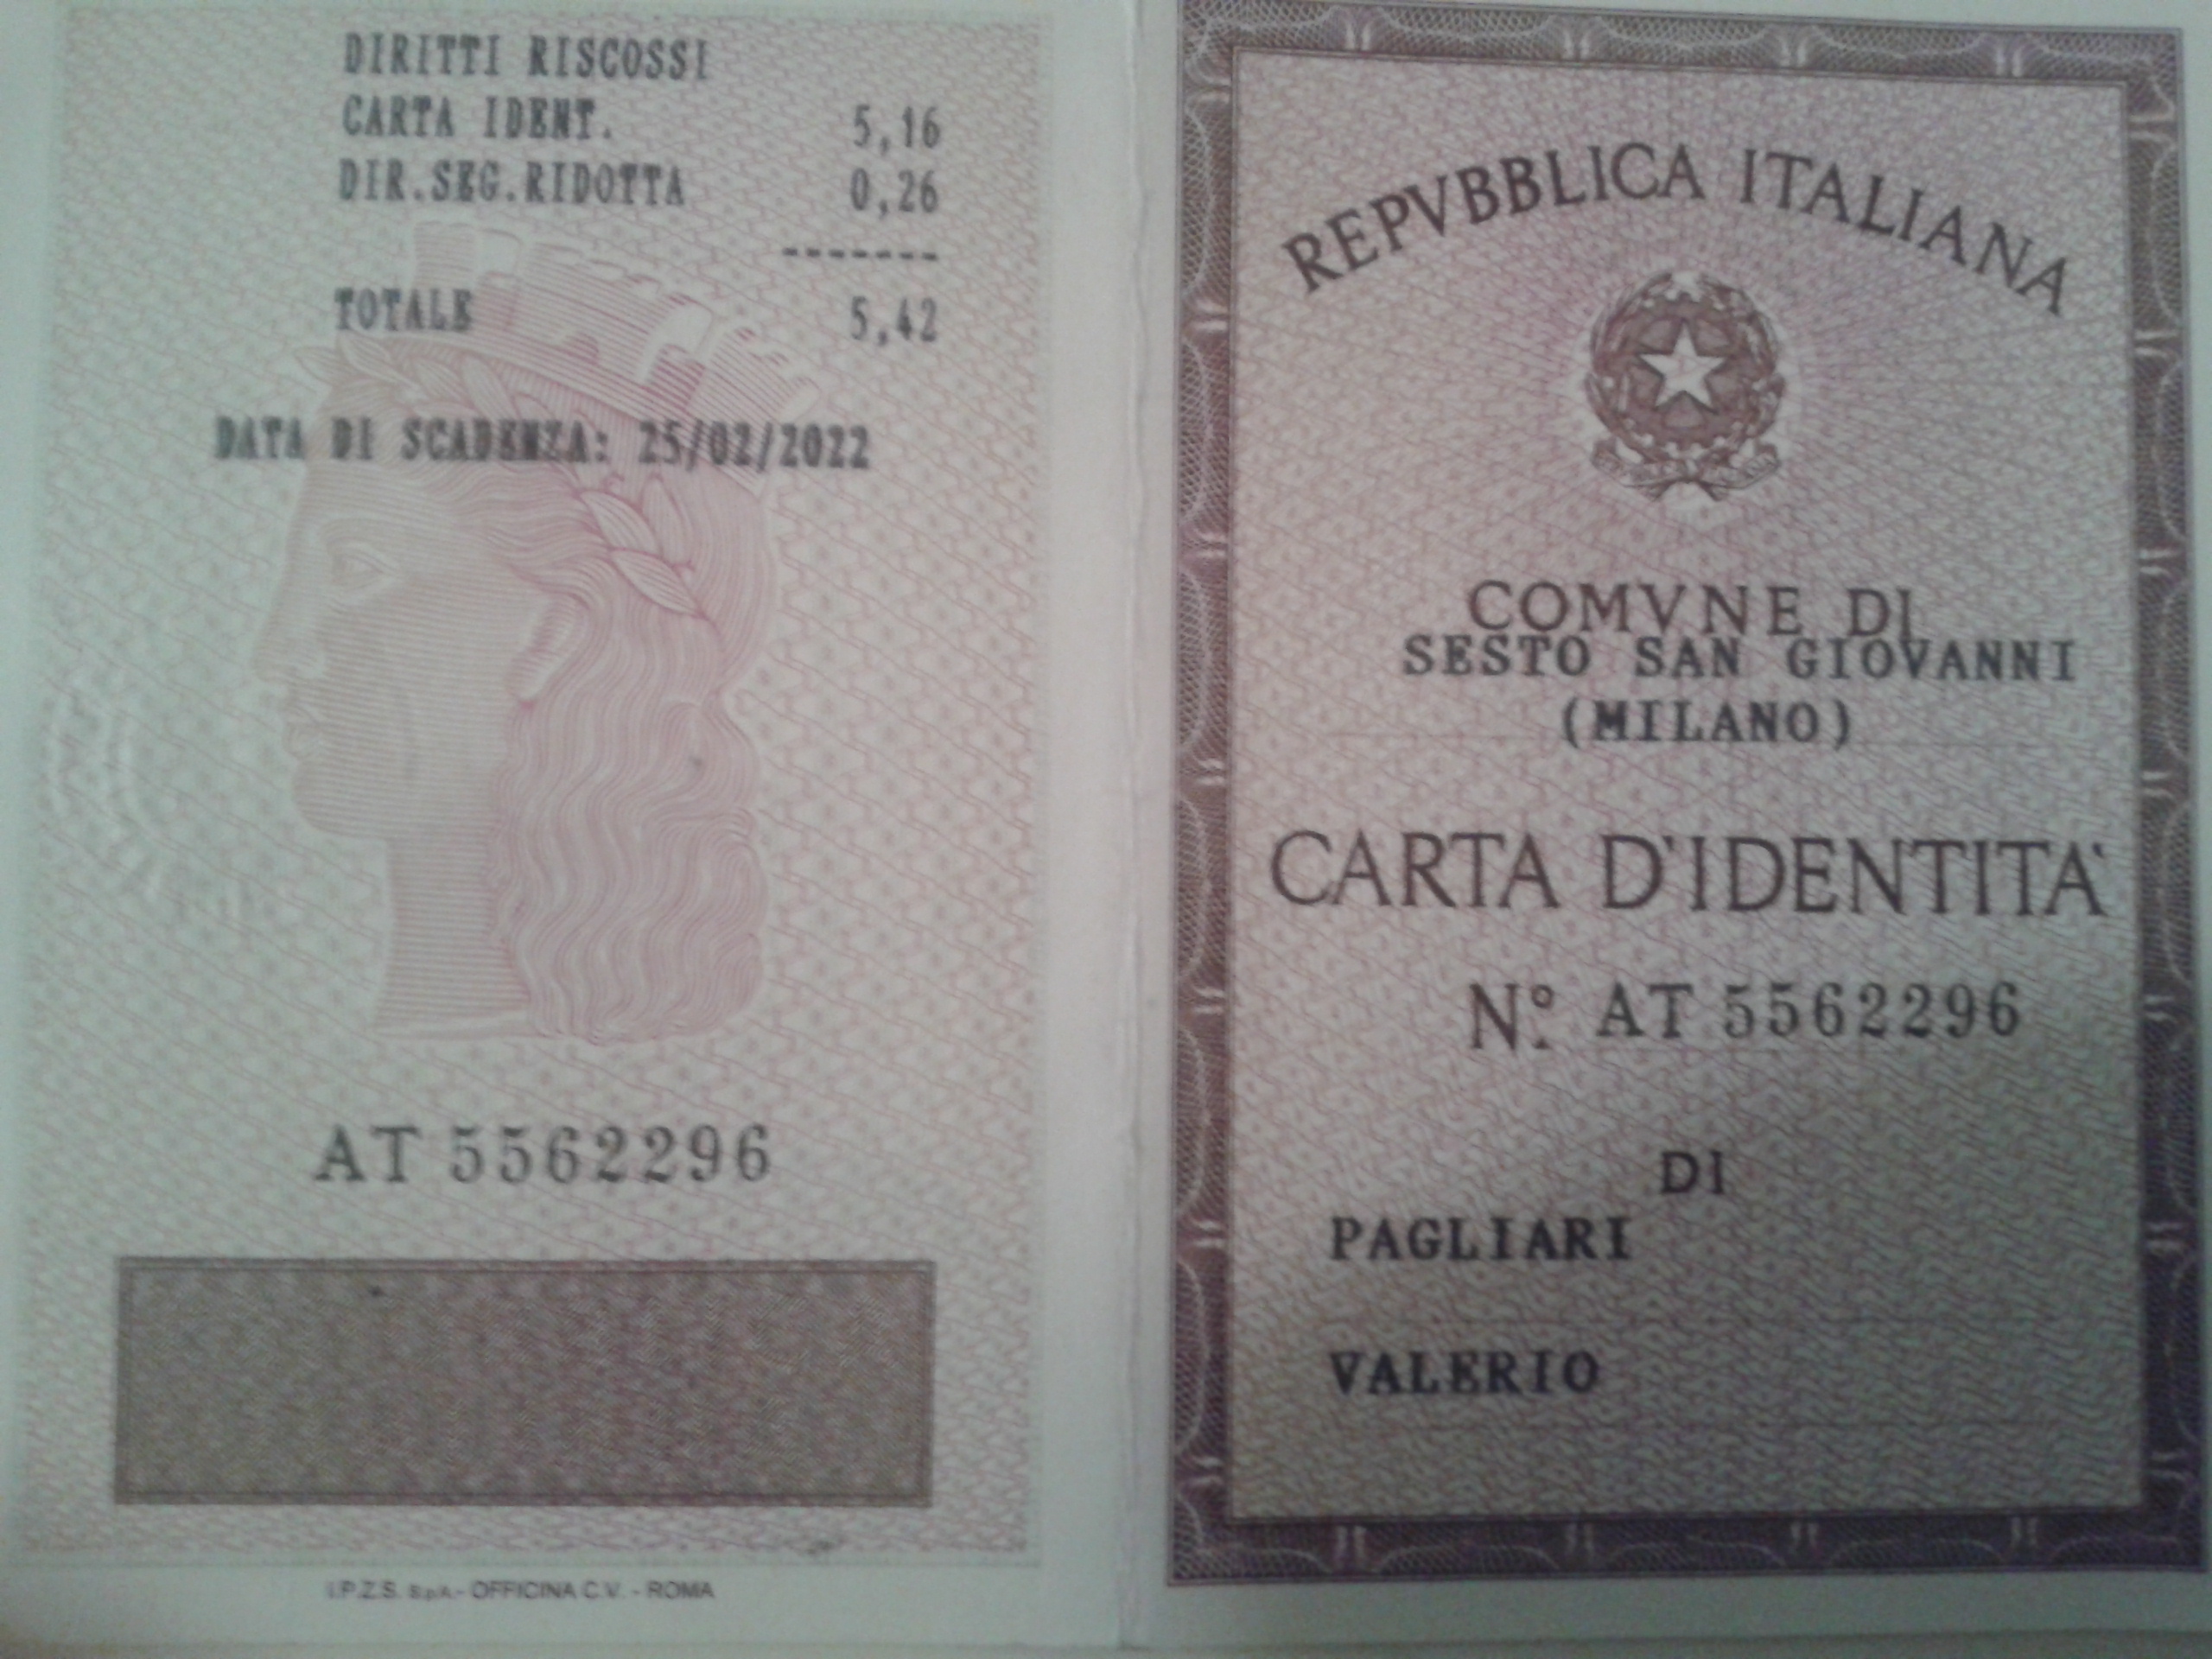 DIRITTI RISCOSSI
CARTA IDENT. 5,16
DIR.SEG.RIDOTTA 0,26
-------
TOTALE 5,42
DATA DI SCADENZA: 25/02/2022
AT 5562296
I.P.Z.S. S.p.A. - OFFICINA C.V. - ROMA
REPVBBLICA ITALIANA
COMVNE DI
SESTO SAN GIOVANNI
(MILANO)
CARTA D'IDENTITA'
N.º AT 5562296
DI
PAGLIARI
VALERIO